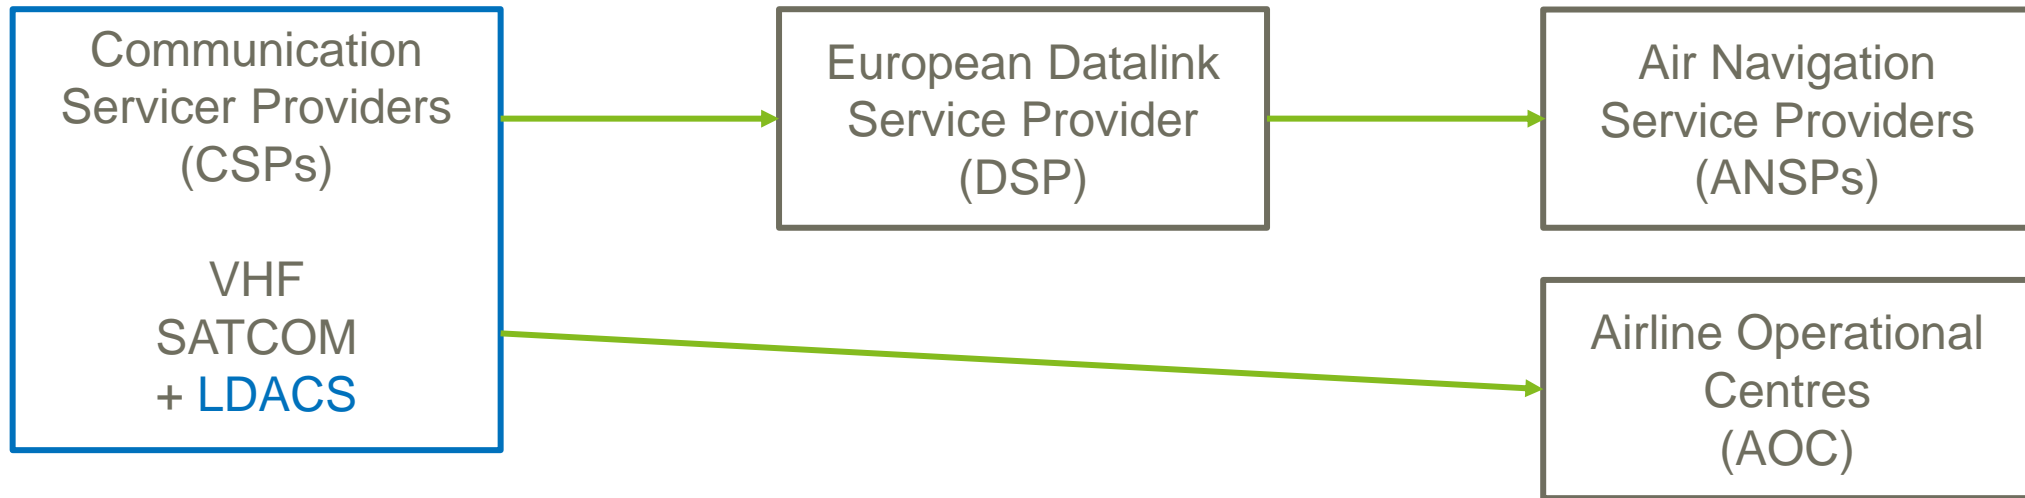 Communication
Servicer Providers
(CSPs)
VHF
SATCOM
+ LDACS
European Datalink
Service Provider
(DSP)
Air Navigation
Service Providers
(ANSPs)
Airline Operational
Centres
(AOC)